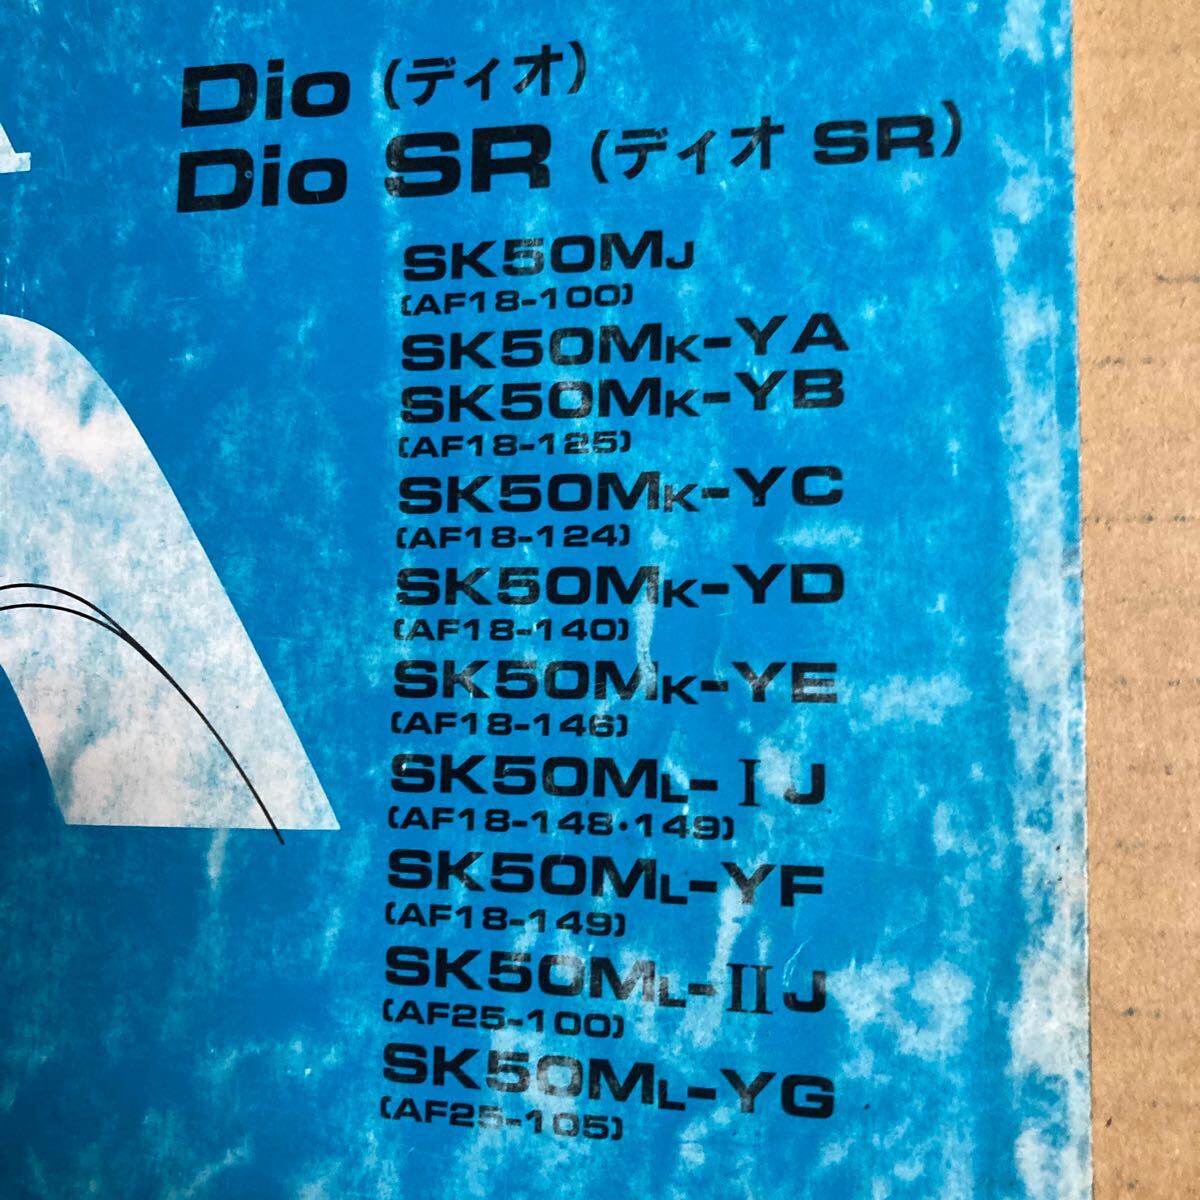 Dio (ディオ)
Dio SR (ディオ SR)
SK50MJ
(AF18-100)
SK50MK-YA
SK50MK-YB
(AF18-125)
SK50MK-YC
(AF18-124)
SK50MK-YD
(AF18-140)
SK50MK-YE
(AF18-146)
SK50ML-ⅠJ
(AF18-148・149)
SK50ML-YF
(AF18-149)
SK50ML-ⅡJ
(AF25-100)
SK50ML-YG
(AF25-105)